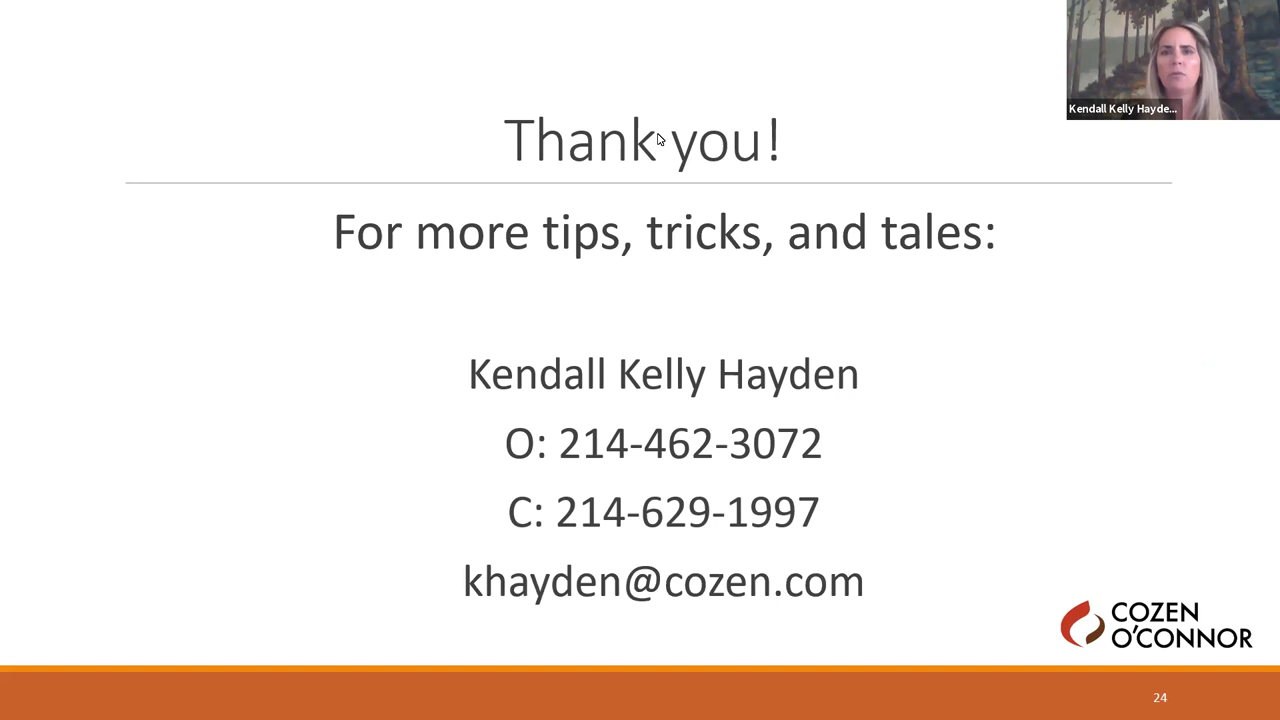 Kendall Kelly Hayde...
Thank you!
For more tips, tricks, and tales:
Kendall Kelly Hayden
O: 214-462-3072
C: 214-629-1997
khayden@cozen.com
COZEN
O'CONNOR
24